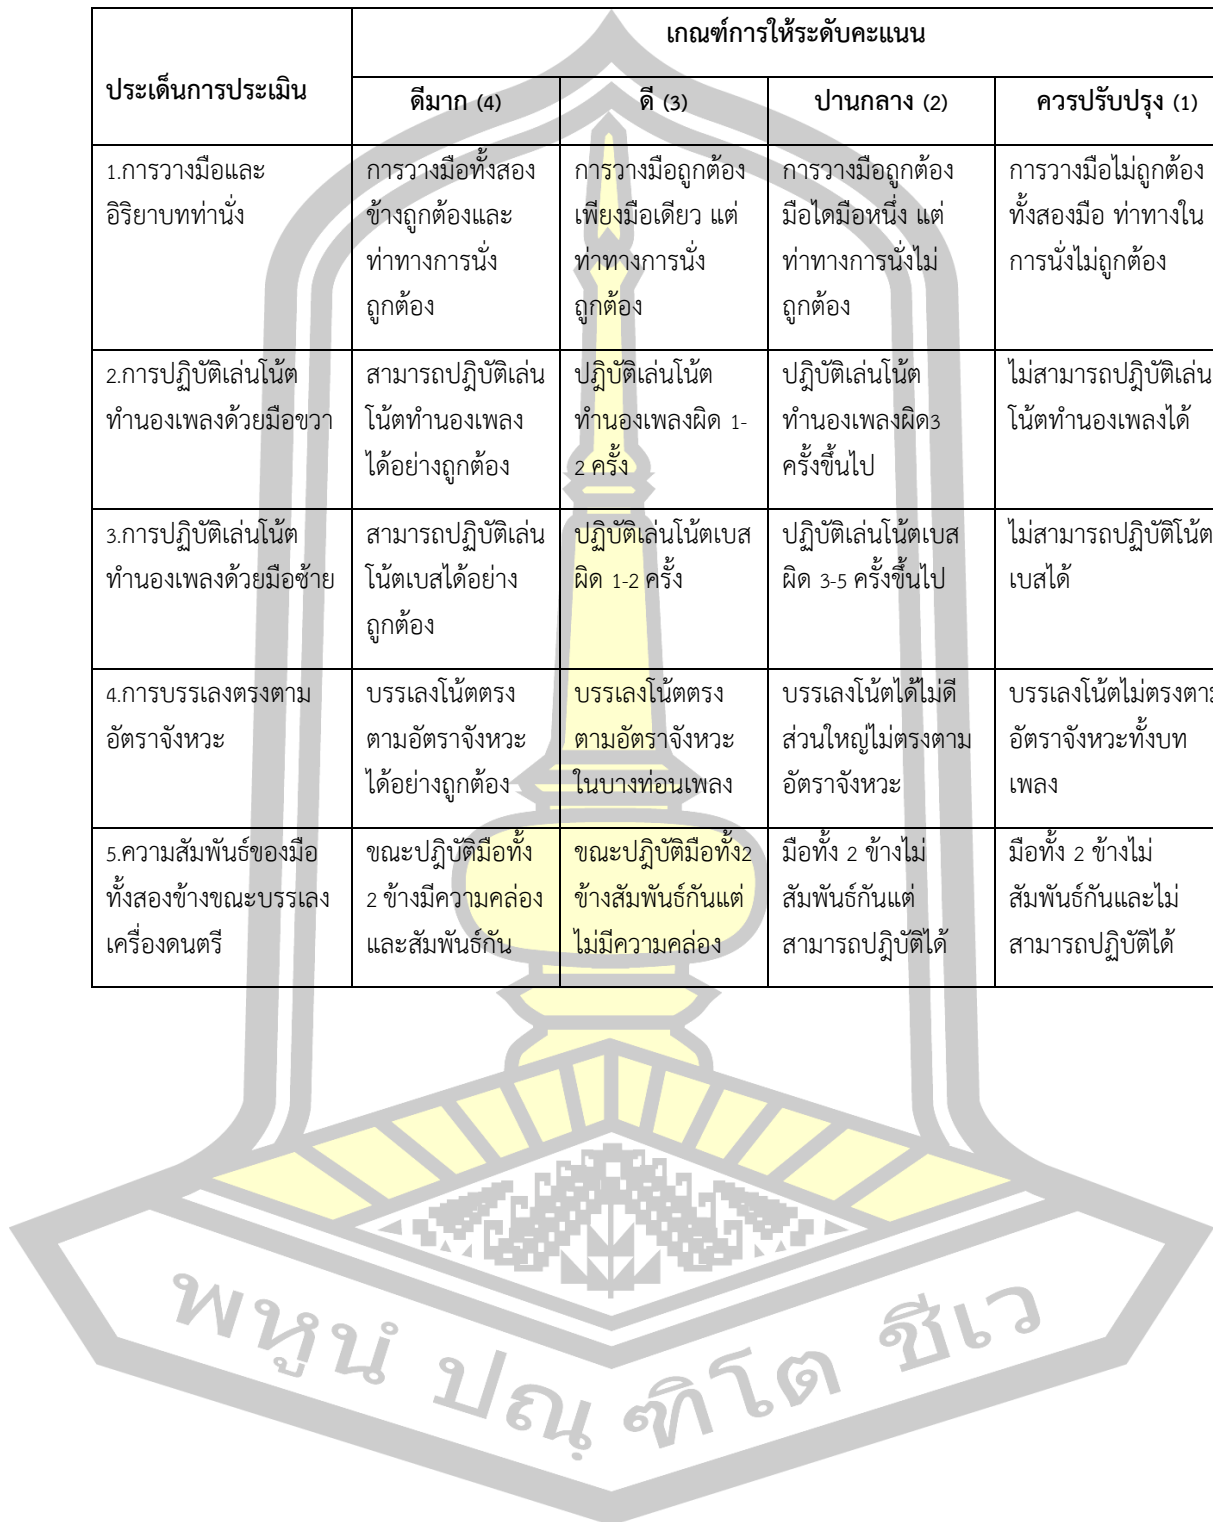 เกณฑ์การให้ระดับคะแนน
ประเด็นการประเมิน
ดีมาก (4)
ดี (3)
ปานกลาง (2)
ควรปรับปรุง (1)
1.การวางมือและ
อิริยาบทท่านั่ง
การวางมือทั้งสอง
ข้างถูกต้องและ
ท่าทางการนั่ง
ถูกต้อง
การวางมือถูกต้อง
เพียงมือเดียว แต่
ท่าทางการนั่ง
ถูกต้อง
การวางมือถูกต้อง
มือใดมือหนึ่ง แต่
ท่าทางการนั่งไม่
ถูกต้อง
การวางมือไม่ถูกต้อง
ทั้งสองมือ ท่าทางใน
การนั่งไม่ถูกต้อง
2.การปฏิบัติเล่นโน้ต
ทำนองเพลงด้วยมือขวา
สามารถปฎิบัติเล่น
โน้ตทำนองเพลง
ได้อย่างถูกต้อง
ปฎิบัติเล่นโน้ต
ทำนองเพลงผิด 1-
2 ครั้ง
ปฎิบัติเล่นโน้ต
ทำนองเพลงผิด3
ครั้งขึ้นไป
ไม่สามารถปฎิบัติเล่น
โน้ตทำนองเพลงได้
3.การปฏิบัติเล่นโน้ต
ทำนองเพลงด้วยมือซ้าย
สามารถปฏิบัติเล่น
โน้ตเบสได้อย่าง
ถูกต้อง
ปฏิบัติเล่นโน้ตเบส
ผิด 1-2 ครั้ง
ปฏิบัติเล่นโน้ตเบส
ผิด 3-5 ครั้งขึ้นไป
ไม่สามารถปฏิบัติโน้ต
เบสได้
4.การบรรเลงตรงตาม
อัตราจังหวะ
บรรเลงโน้ตตรง
ตามอัตราจังหวะ
ได้อย่างถูกต้อง
บรรเลงโน้ตตรง
ตามอัตราจังหวะ
ในบางท่อนเพลง
บรรเลงโน้ตได้ไม่ดี
ส่วนใหญ่ไม่ตรงตาม
อัตราจังหวะ
บรรเลงโน้ตไม่ตรงตาม
อัตราจังหวะทั้งบท
เพลง
5.ความสัมพันธ์ของมือ
ทั้งสองข้างขณะบรรเลง
เครื่องดนตรี
ขณะปฎิบัติมือทั้ง
2 ข้างมีความคล่อง
และสัมพันธ์กัน
ขณะปฎิบัติมือทั้ง2
ข้างสัมพันธ์กันแต่
ไม่มีความคล่อง
มือทั้ง 2 ข้างไม่
สัมพันธ์กันแต่
สามารถปฎิบัติได้
มือทั้ง 2 ข้างไม่
สัมพันธ์กันและไม่
สามารถปฏิบัติได้
พหูนํ ปณฺ ฑิโต ชีเว